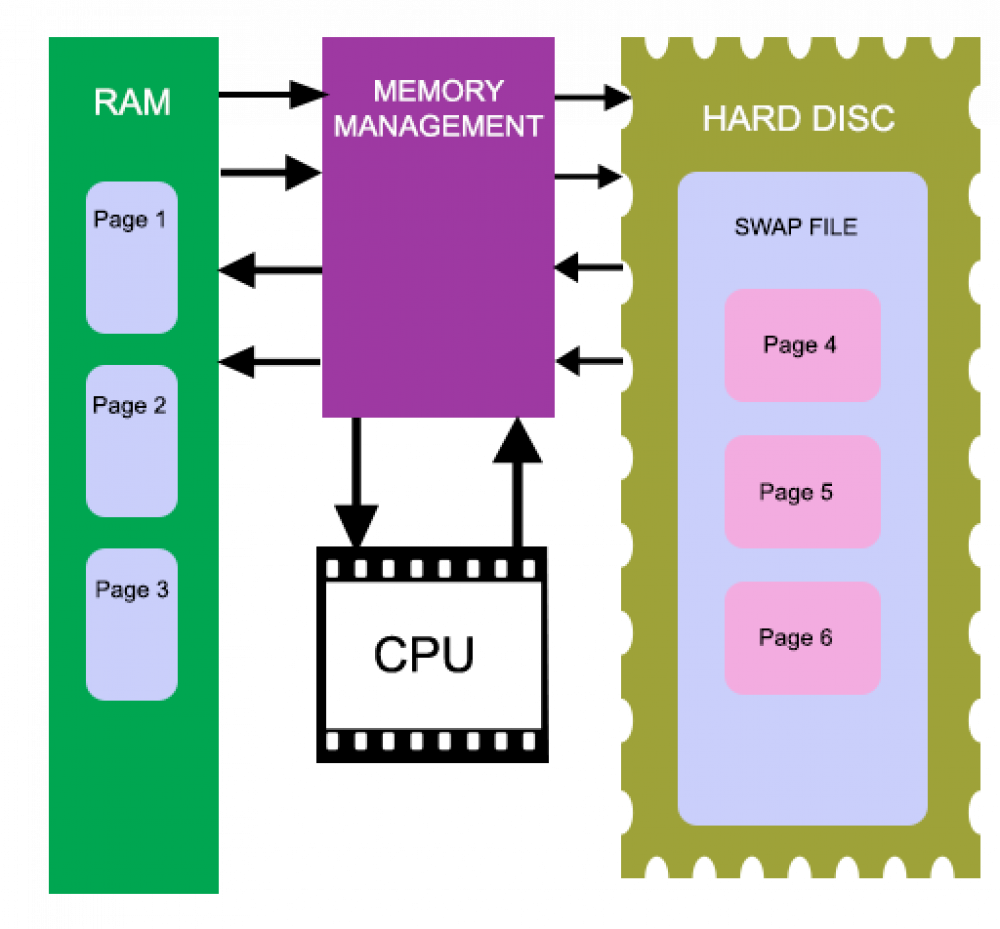 RAM
Page 1
Page 2
Page 3
MEMORY
MANAGEMENT
CPU
HARD DISC
SWAP FILE
Page 4
Page 5
Page 6